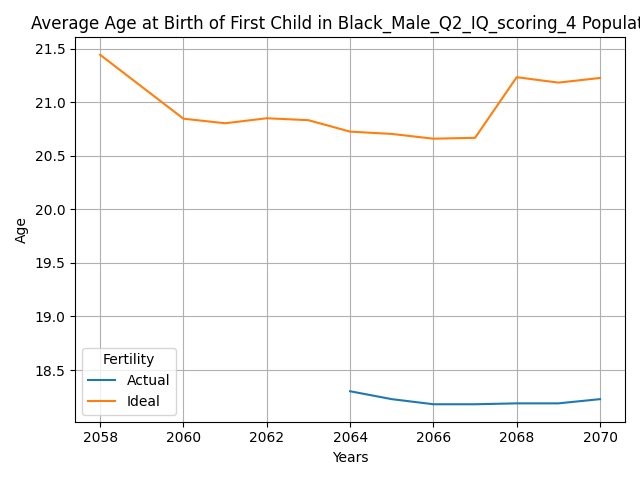 Average Age at Birth of First Child in Black_Male_Q2_IQ_scoring_4 Populat
21.5
21.0
20.5
20.0
19.5
19.0
18.5
Age
Fertility
Actual
Ideal
2058 2060 2062 2064 2066 2068 2070
Years